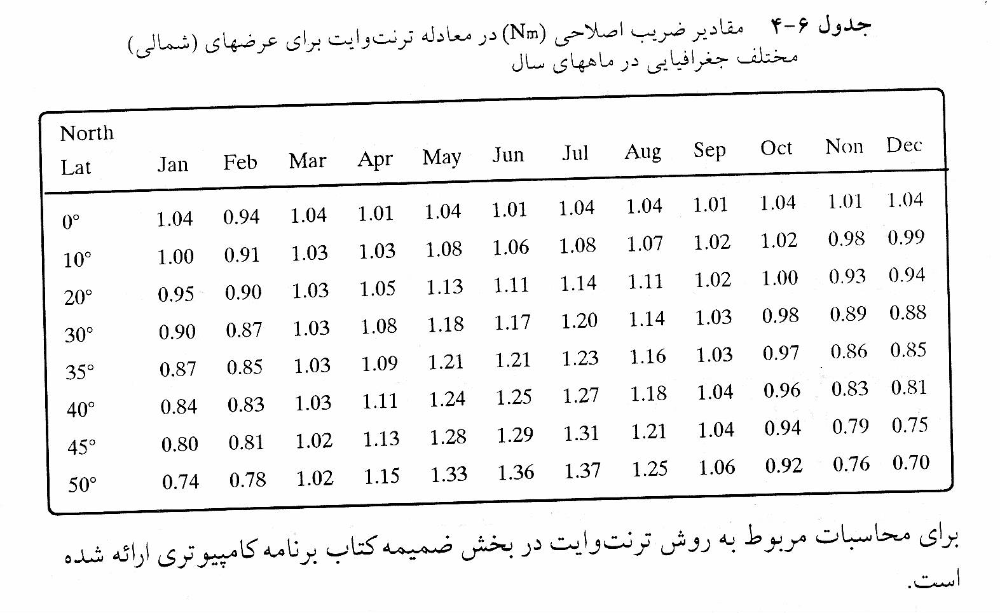 جدول ۶-۴ مقادیر ضریب اصلاحی (Nm) در معادله ترنت‌وایت برای عرضهای (شمالی)
مختلف جغرافیایی در ماههای سال
North
Lat Jan Feb Mar Apr May Jun Jul Aug Sep Oct Non Dec
0° 1.04 0.94 1.04 1.01 1.04 1.01 1.04 1.04 1.01 1.04 1.01 1.04
10° 1.00 0.91 1.03 1.03 1.08 1.06 1.08 1.07 1.02 1.02 0.98 0.99
20° 0.95 0.90 1.03 1.05 1.13 1.11 1.14 1.11 1.02 1.00 0.93 0.94
30° 0.90 0.87 1.03 1.08 1.18 1.17 1.20 1.14 1.03 0.98 0.89 0.88
35° 0.87 0.85 1.03 1.09 1.21 1.21 1.23 1.16 1.03 0.97 0.86 0.85
40° 0.84 0.83 1.03 1.11 1.24 1.25 1.27 1.18 1.04 0.96 0.83 0.81
45° 0.80 0.81 1.02 1.13 1.28 1.29 1.31 1.21 1.04 0.94 0.79 0.75
50° 0.74 0.78 1.02 1.15 1.33 1.36 1.37 1.25 1.06 0.92 0.76 0.70
برای محاسبات مربوط به روش ترنت‌وایت در بخش ضمیمه کتاب برنامه کامپیوتری ارائه شده
است.